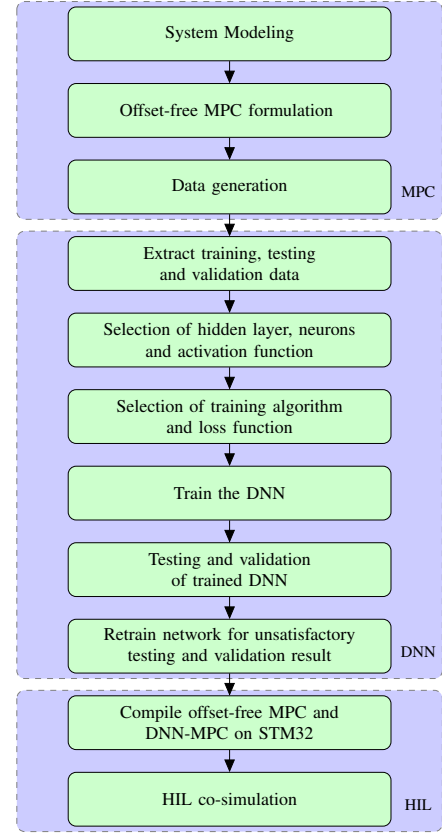 System Modeling
Offset-free MPC formulation
Data generation
MPC
Extract training, testing
and validation data
Selection of hidden layer, neurons
and activation function
Selection of training algorithm
and loss function
Train the DNN
Testing and validation
of trained DNN
Retrain network for unsatisfactory
testing and validation result
DNN
Compile offset-free MPC and
DNN-MPC on STM32
HIL co-simulation
HIL